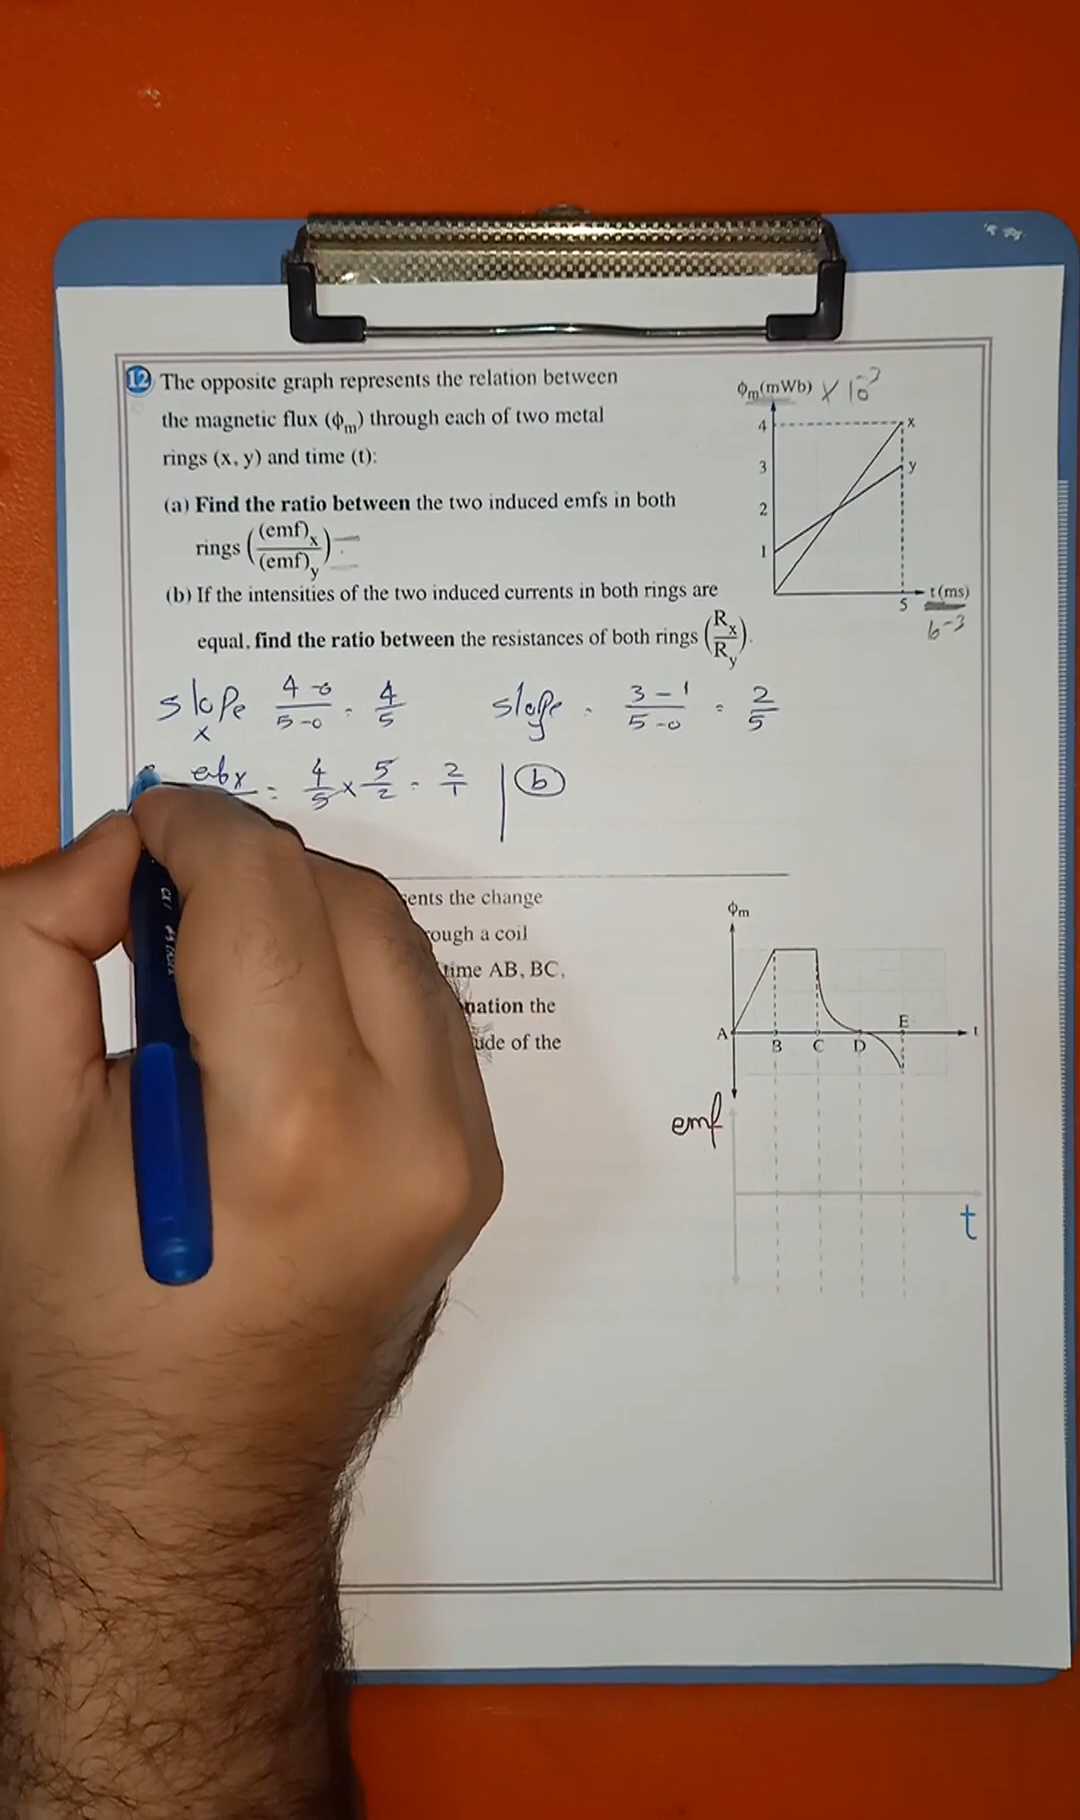 12 The opposite graph represents the relation between
the magnetic flux (ϕm) through each of two metal
rings (x, y) and time (t):
(a) Find the ratio between the two induced emfs in both
rings ((emf)x / (emf)y) =
(b) If the intensities of the two induced currents in both rings are
equal, find the ratio between the resistances of both rings (Rx / Ry).
ϕm(mWb) × 10-3
4
3
2
1
x
y
5
t(ms)
10-3
slope x 4-0 / 5-0 = 4/5
slope y = 3-1 / 5-0 = 2/5
4/5 × 5/2 = 2/1
b
ents the change
ough a coil
time AB, BC,
nation the
ude of the
ϕm
A
B
C
D
E
t
emf
t